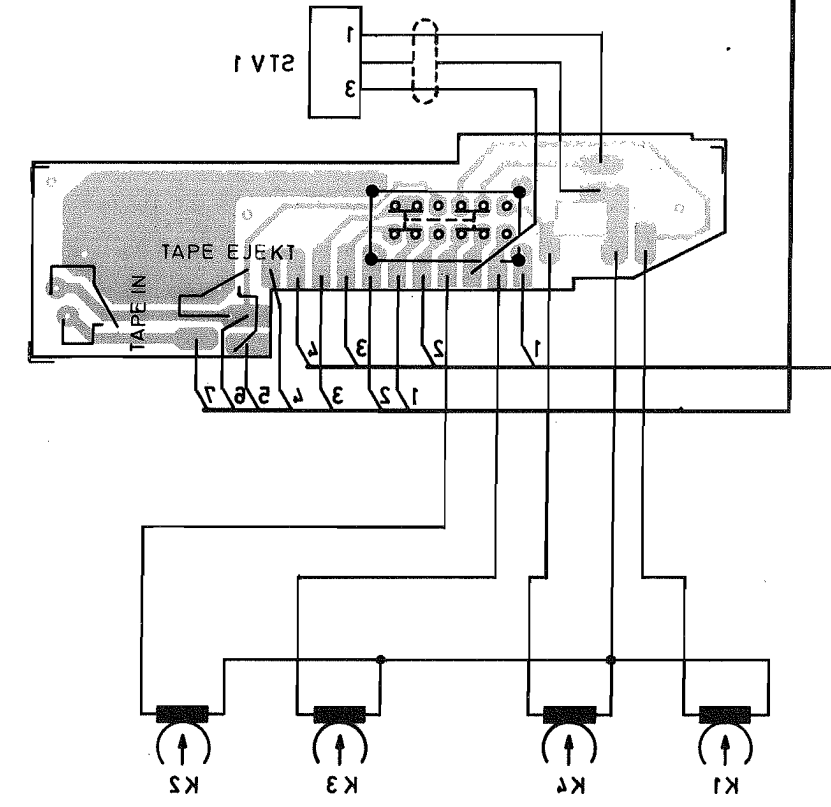 1
STV 1
3
TAPE EJEKT
TAPE IN
4 3 2 1
7 6 5 4 3 2 1
K2 K3 K4 K1